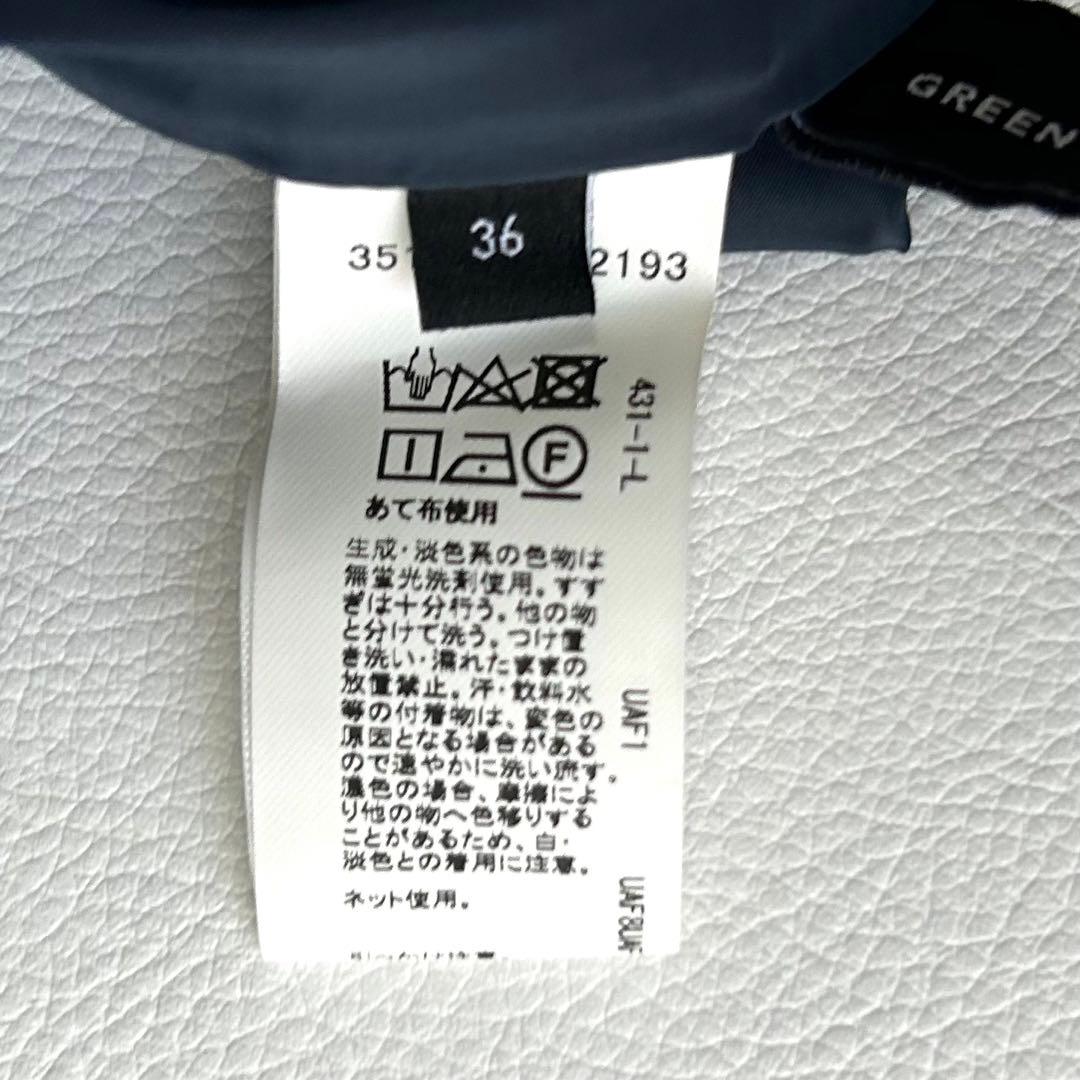 GREEN
36
351 2193
431-1-L
F
あて布使用
生成・淡色系の色物は
無蛍光洗剤使用。すす
ぎは十分行う。他の物
と分けて洗う。つけ置
き洗い・濡れたままの
放置禁止。汗・飲料水
等の付着物は、変色の
原因となる場合がある
ので速やかに洗い流す。
濃色の場合、摩擦によ
り他の物へ色移りする
ことがあるため、白・
淡色との着用に注意。
ネット使用。
UAF1
UAF8UAF